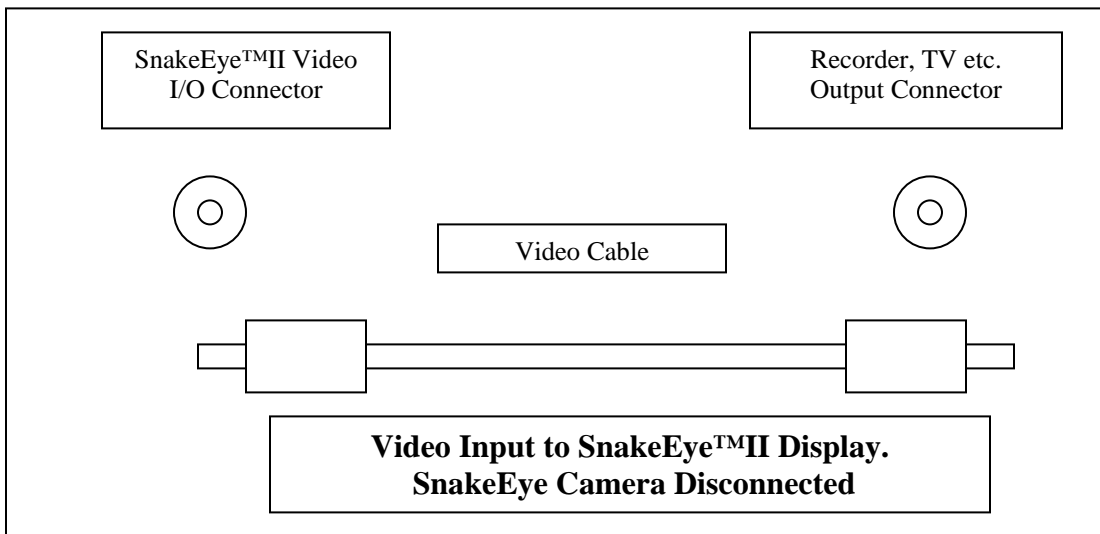 SnakeEye™II Video
I/O Connector
Recorder, TV etc.
Output Connector
Video Cable
Video Input to SnakeEye™II Display.
SnakeEye Camera Disconnected